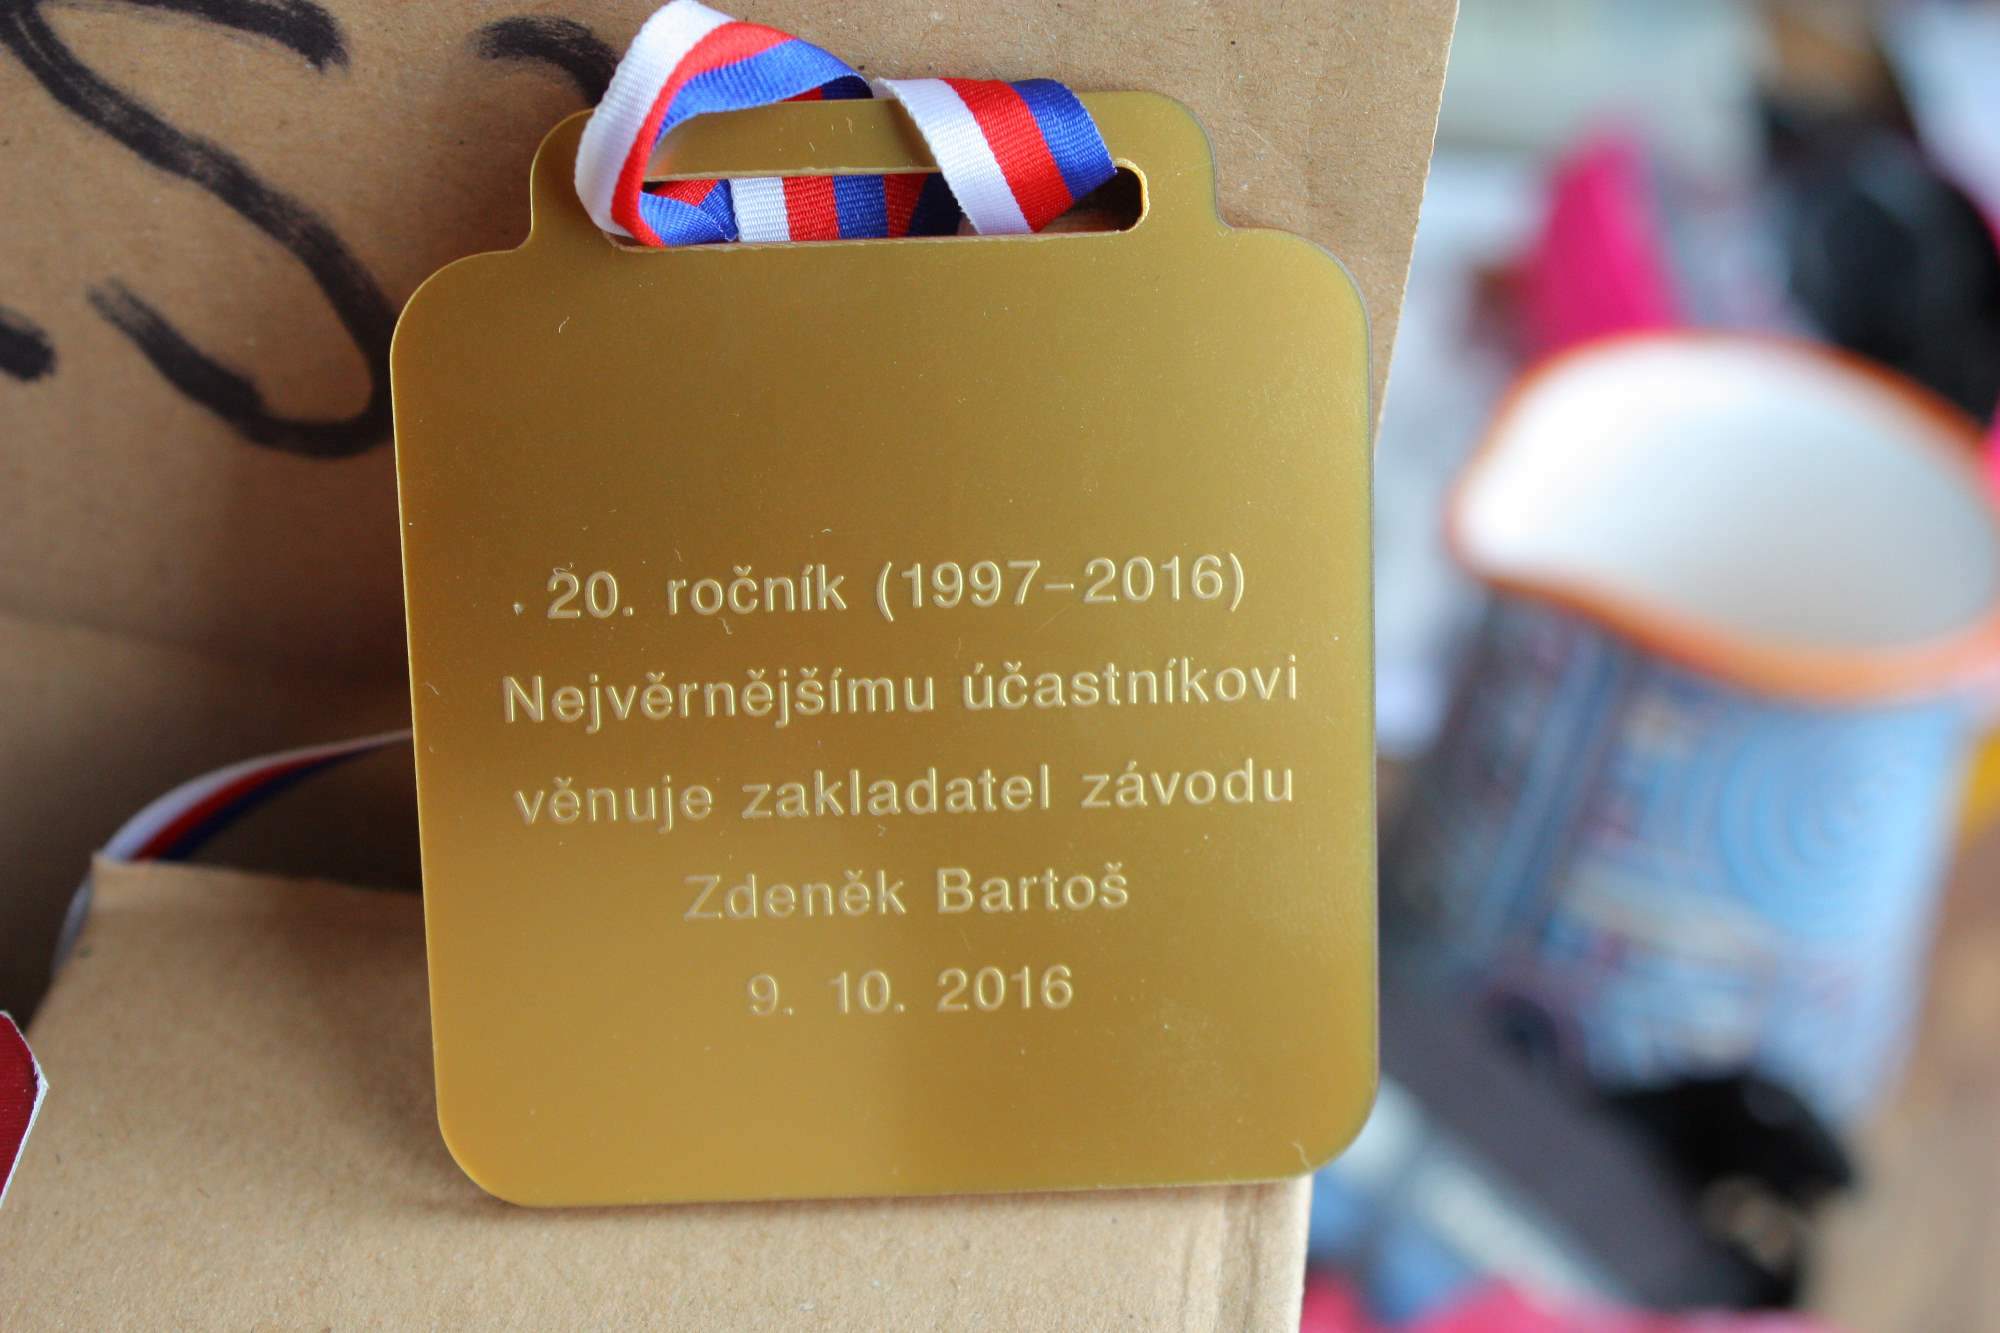 20. ročník (1997-2016)
Nejvěrnějšímu účastníkovi
věnuje zakladatel závodu
Zdeněk Bartoš
9. 10. 2016